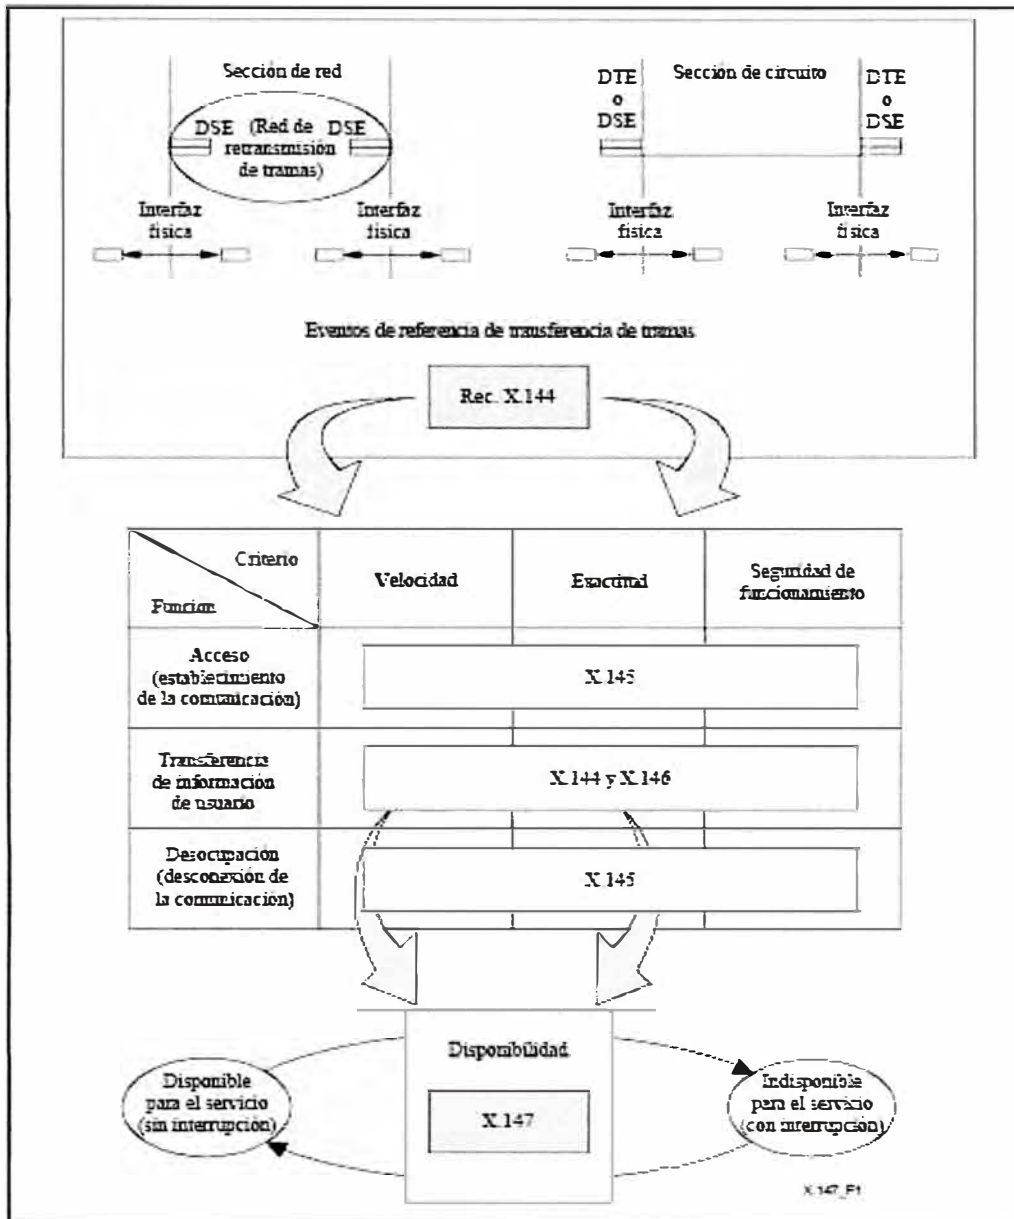 Sección de red
DSE (Red de DSE
retransmisión
de tramas)
Interfaz
física
Interfaz
física
DTE
o
DSE
Sección de circuito
DTE
o
DSE
Interfaz
física
Interfaz
física
Eventos de referencia de transferencia de tramas
Rec. X.144
Criterio
Función
Velocidad
Exactitud
Seguridad de
funcionamiento
Acceso
(establecimiento
de la comunicación)
X.145
Transferencia
de información
de usuario
X.144 y X.146
Desocupación
(desconexión de
la comunicación)
X.145
Disponibilidad
X.147
Disponible
para el servicio
(sin interrupción)
Indisponible
para el servicio
(con interrupción)
X.147_F1